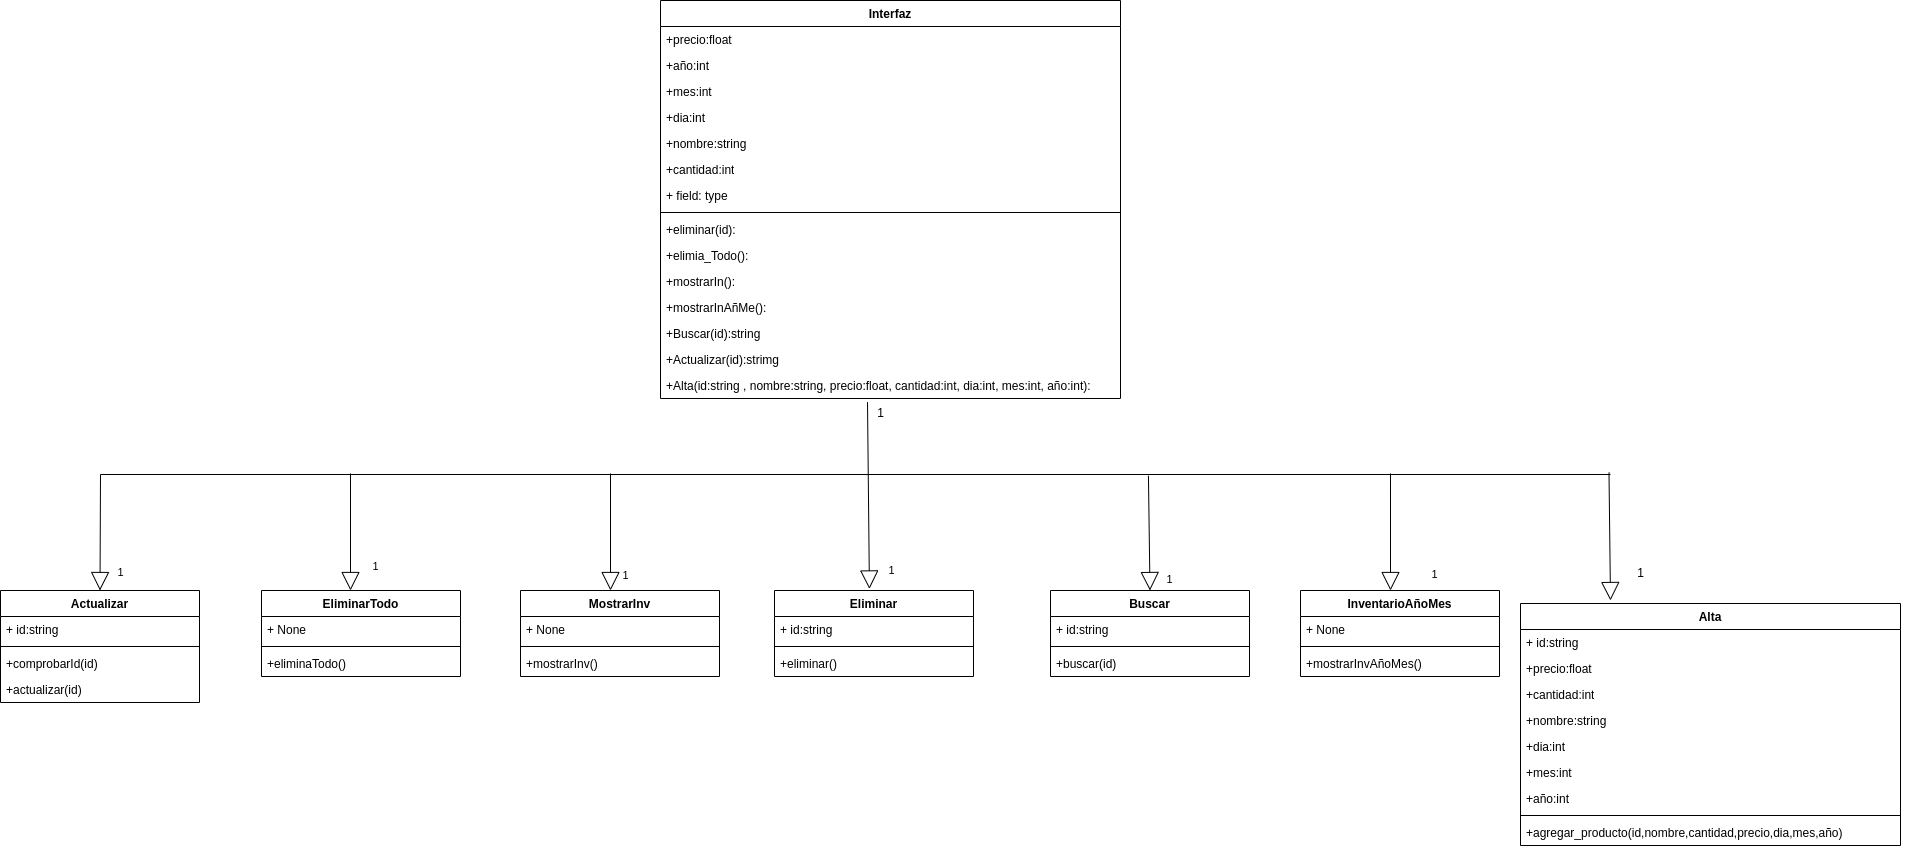 Interfaz
+precio:float
+año:int
+mes:int
+dia:int
+nombre:string
+cantidad:int
+ field: type
+eliminar(id):
+elimia_Todo():
+mostrarIn():
+mostrarInAñMe():
+Buscar(id):string
+Actualizar(id):strimg
+Alta(id:string , nombre:string, precio:float, cantidad:int, dia:int, mes:int, año:int):
1
1
Actualizar
+ id:string
+comprobarId(id)
+actualizar(id)
1
EliminarTodo
+ None
+eliminaTodo()
1
MostrarInv
+ None
+mostrarInv()
1
Eliminar
+ id:string
+eliminar()
1
Buscar
+ id:string
+buscar(id)
1
InventarioAñoMes
+ None
+mostrarInvAñoMes()
1
Alta
+ id:string
+precio:float
+cantidad:int
+nombre:string
+dia:int
+mes:int
+año:int
+agregar_producto(id,nombre,cantidad,precio,dia,mes,año)